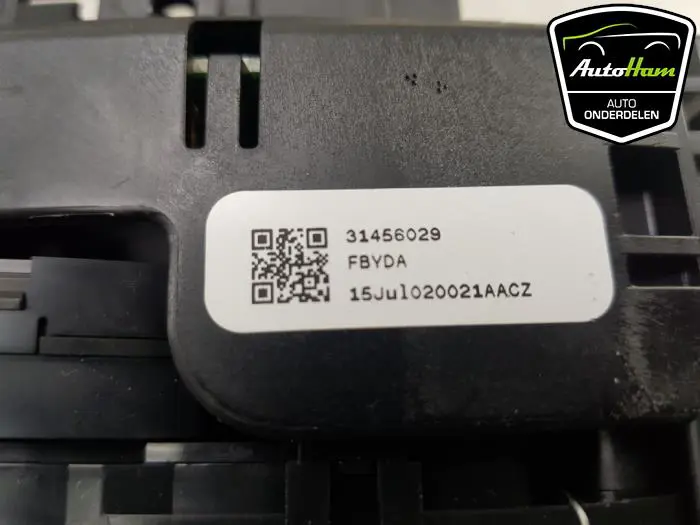 AutoHam
AUTO
ONDERDELEN
31456029
FBYDA
15Jul020021AACZ